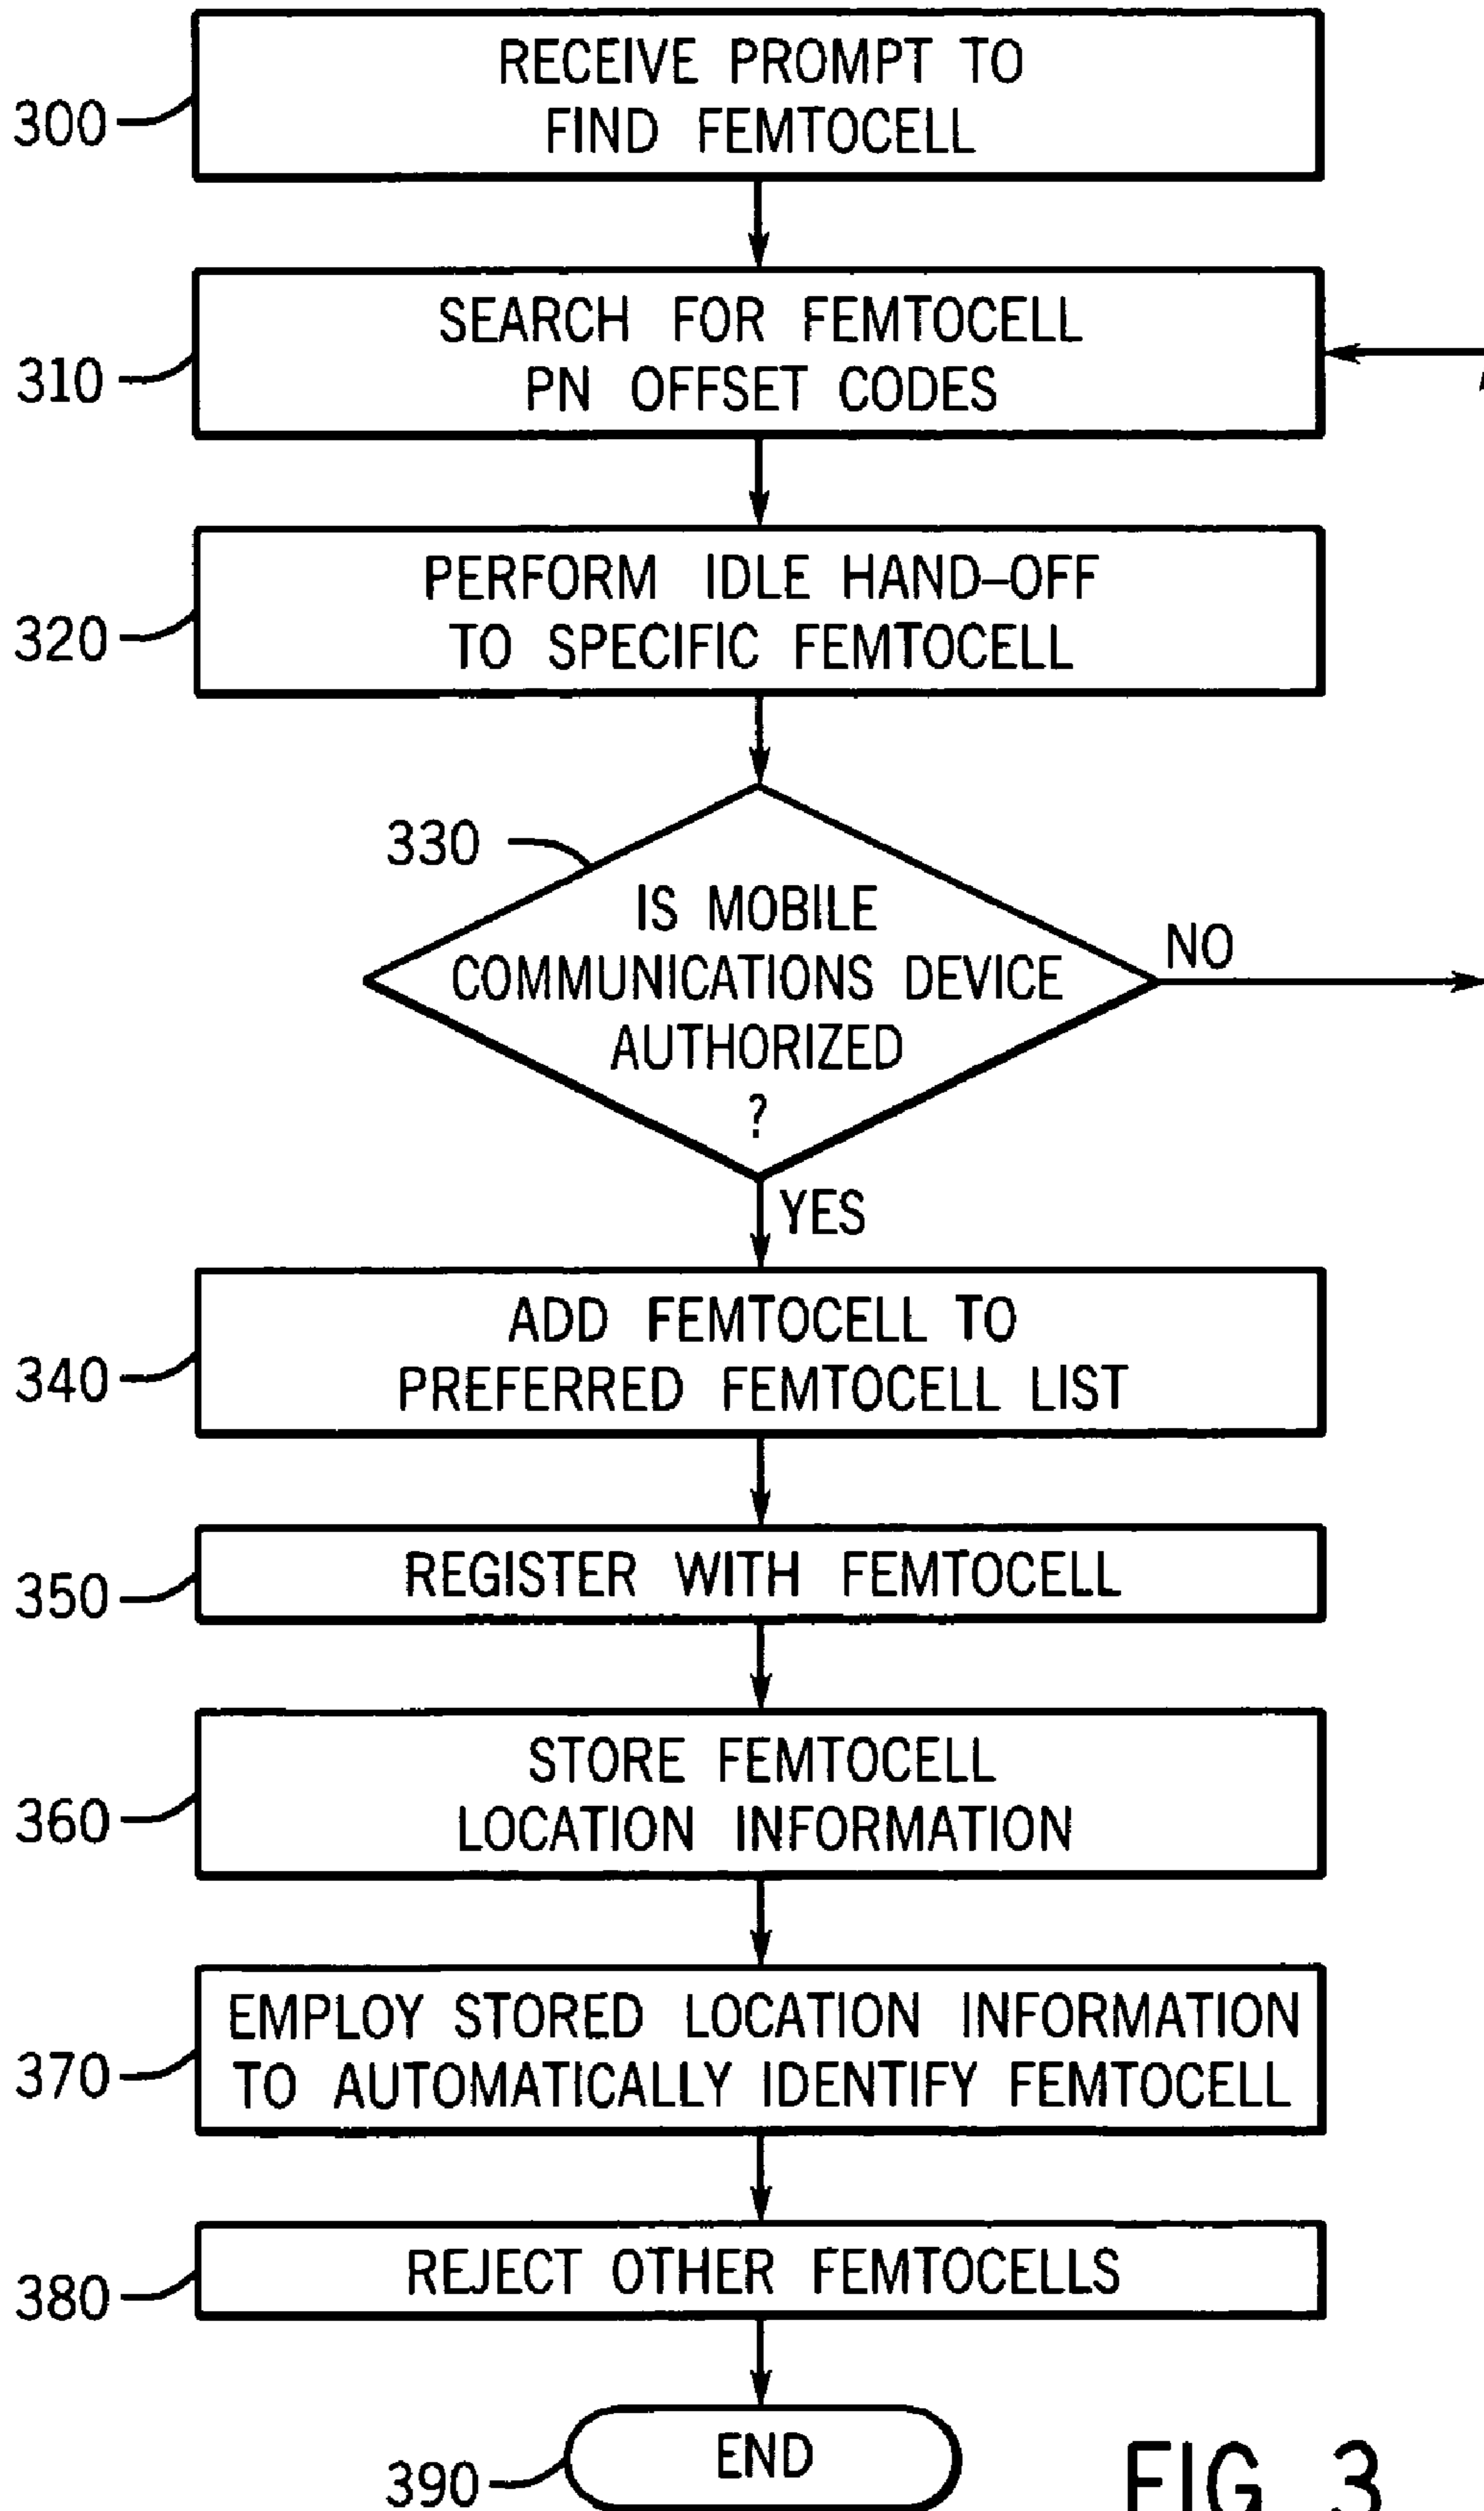 RECEIVE PROMPT TO
FIND FEMTOCELL
300
SEARCH FOR FEMTOCELL
PN OFFSET CODES
310
PERFORM IDLE HAND-OFF
TO SPECIFIC FEMTOCELL
320
330
IS MOBILE
COMMUNICATIONS DEVICE
AUTHORIZED
?
NO
YES
ADD FEMTOCELL TO
PREFERRED FEMTOCELL LIST
340
REGISTER WITH FEMTOCELL
350
STORE FEMTOCELL
LOCATION INFORMATION
360
EMPLOY STORED LOCATION INFORMATION
TO AUTOMATICALLY IDENTIFY FEMTOCELL
370
REJECT OTHER FEMTOCELLS
380
END
390
FIG. 3